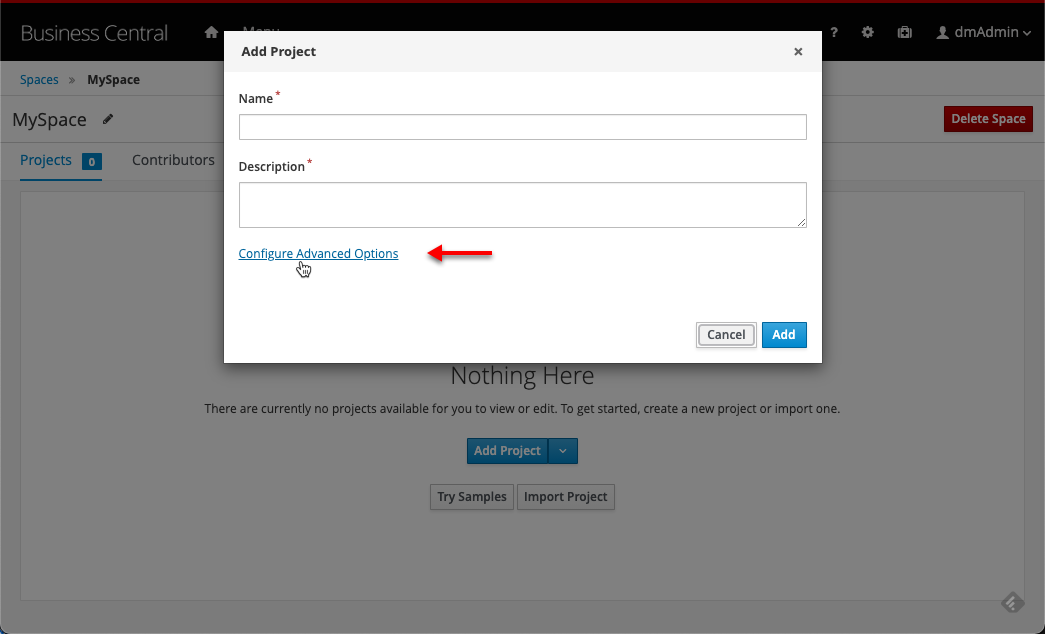 Business Central
Menu
?
dmAdmin
Spaces » MySpace
MySpace
Delete Space
Projects 0
Contributors
Add Project
×
Name *
Description *
Configure Advanced Options
Cancel
Add
Nothing Here
There are currently no projects available for you to view or edit. To get started, create a new project or import one.
Add Project
Try Samples
Import Project